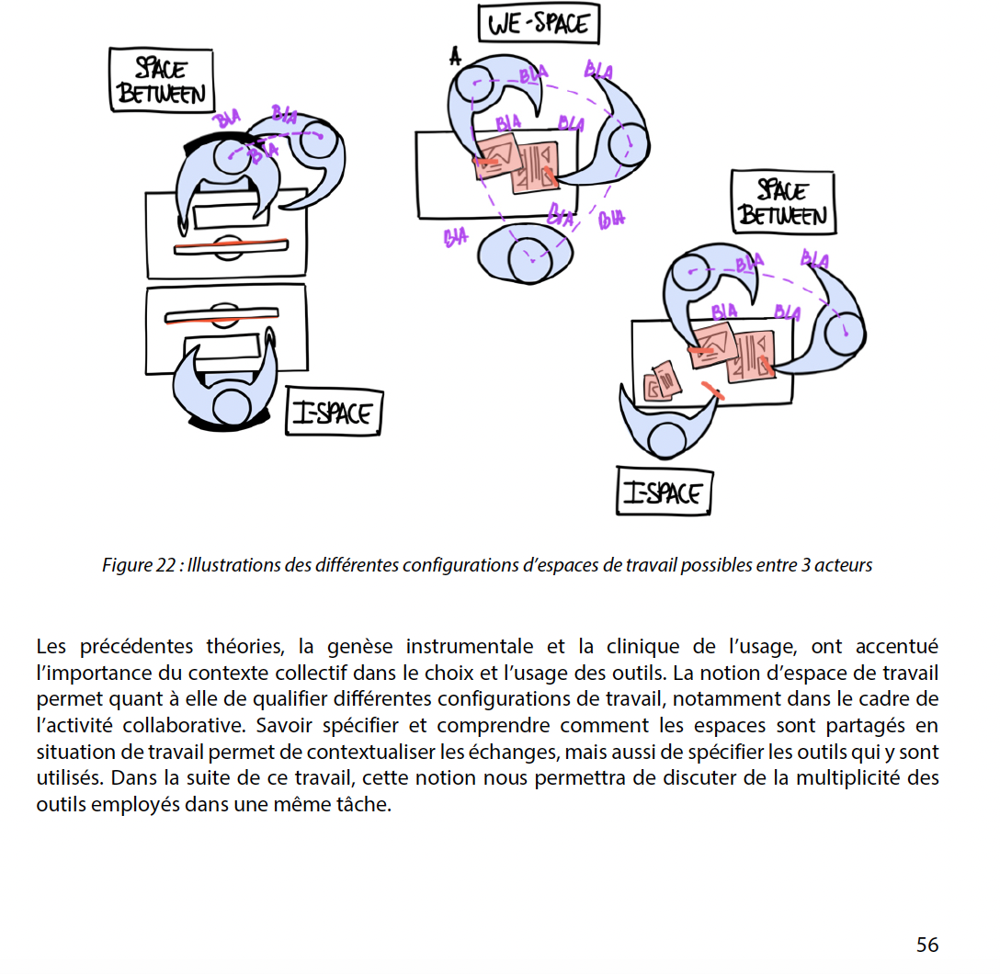 WE-SPACE
SPACE
BETWEEN
A
BLA
BLA
BLA
BLA
BLA
BLA
BLA
BLA
BLA
BLA
SPACE
BETWEEN
I-SPACE
BLA
BLA
BLA
BLA
I-SPACE
Figure 22 : Illustrations des différentes configurations d'espaces de travail possibles entre 3 acteurs
Les précédentes théories, la genèse instrumentale et la clinique de l'usage, ont accentué
l'importance du contexte collectif dans le choix et l'usage des outils. La notion d'espace de travail
permet quant à elle de qualifier différentes configurations de travail, notamment dans le cadre de
l'activité collaborative. Savoir spécifier et comprendre comment les espaces sont partagés en
situation de travail permet de contextualiser les échanges, mais aussi de spécifier les outils qui y sont
utilisés. Dans la suite de ce travail, cette notion nous permettra de discuter de la multiplicité des
outils employés dans une même tâche.
56